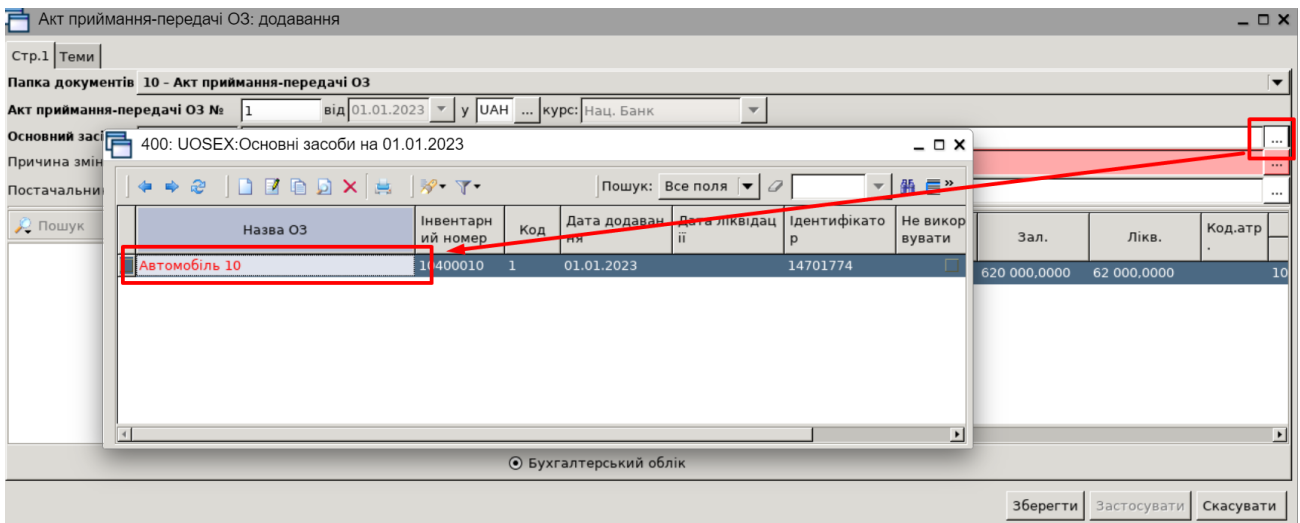 Акт приймання-передачі ОЗ: додавання
Стр.1 Теми
Папка документів 10 - Акт приймання-передачі ОЗ
Акт приймання-передачі ОЗ № 1 від 01.01.2023 у UAH ... курс: Нац. Банк
Основний засі ...
400: UOSEX:Основні засоби на 01.01.2023
Причина змін ...
Постачальни ...
Пошук: Все поля »
Пошук
Назва ОЗ
Інвентарн
ий номер
Код
Дата додаван
ня
Дата ліквідац
ії
Ідентифікато
р
Не викор
вувати
Зал.
Лікв.
Код.атр
.
Автомобіль 10 10400010 1 01.01.2023 14701774
620 000,0000 62 000,0000 10
Бухгалтерський облік
Зберегти Застосувати Скасувати